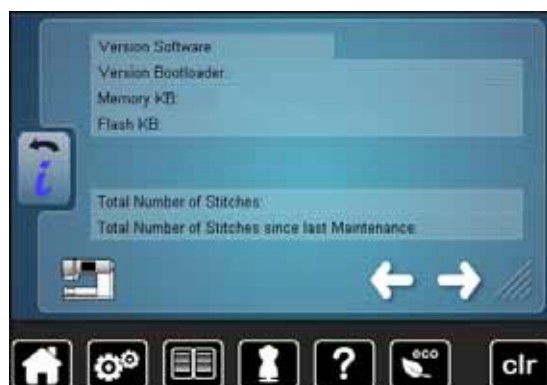 Version Software:
Version Bootloader:
Memory KB:
Flash KB:
i
Total Number of Stitches:
Total Number of Stitches since last Maintenance:
? eco clr